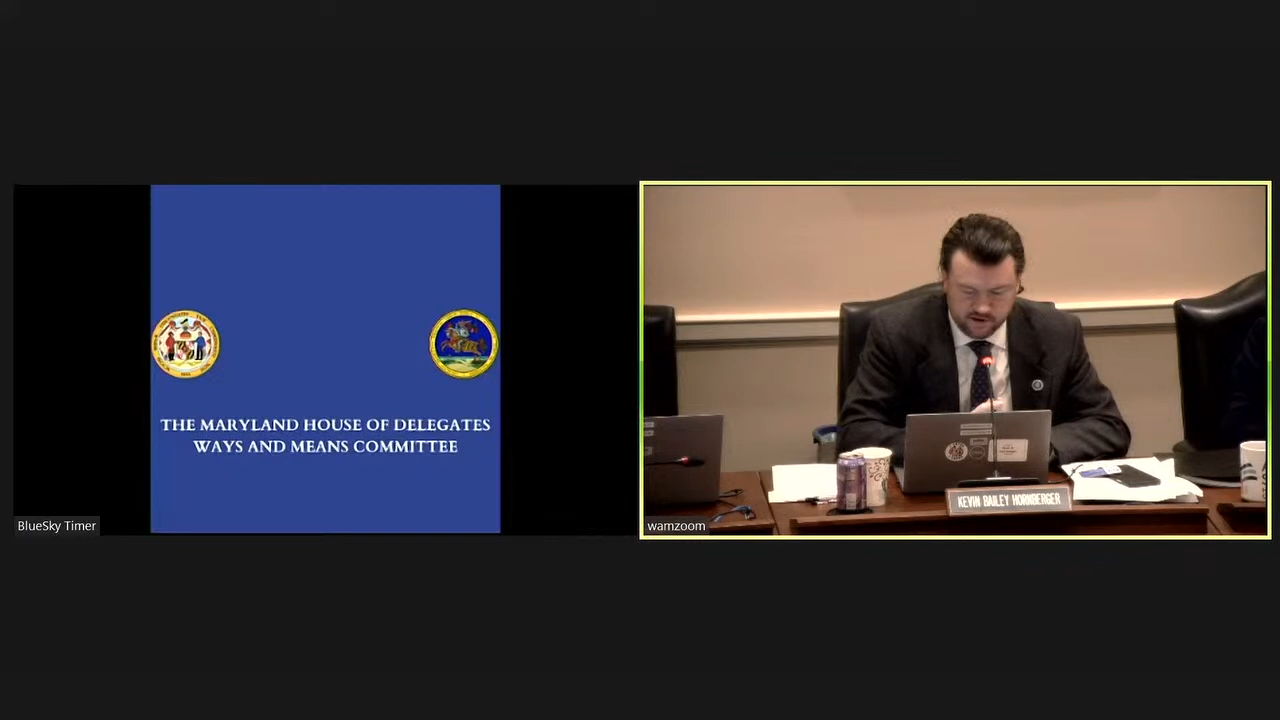 THE MARYLAND HOUSE OF DELEGATES
WAYS AND MEANS COMMITTEE
BlueSky Timer
KEVIN BAILEY HORNBERGER
wamzoom